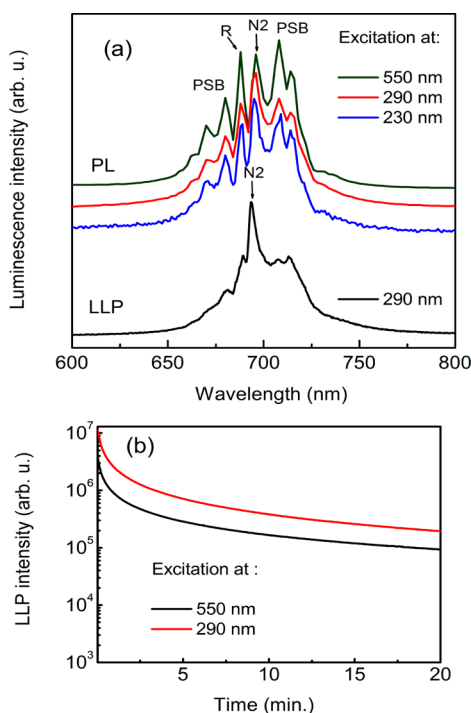 (a)
R
N2
PSB
PSB
Excitation at:
550 nm
290 nm
230 nm
PL
N2
LLP
290 nm
Luminescence intensity (arb. u.)
600 650 700 750 800
Wavelength (nm)
(b)
10^7
10^6
10^5
10^4
10^3
LLP intensity (arb. u.)
Excitation at :
550 nm
290 nm
5 10 15 20
Time (min.)